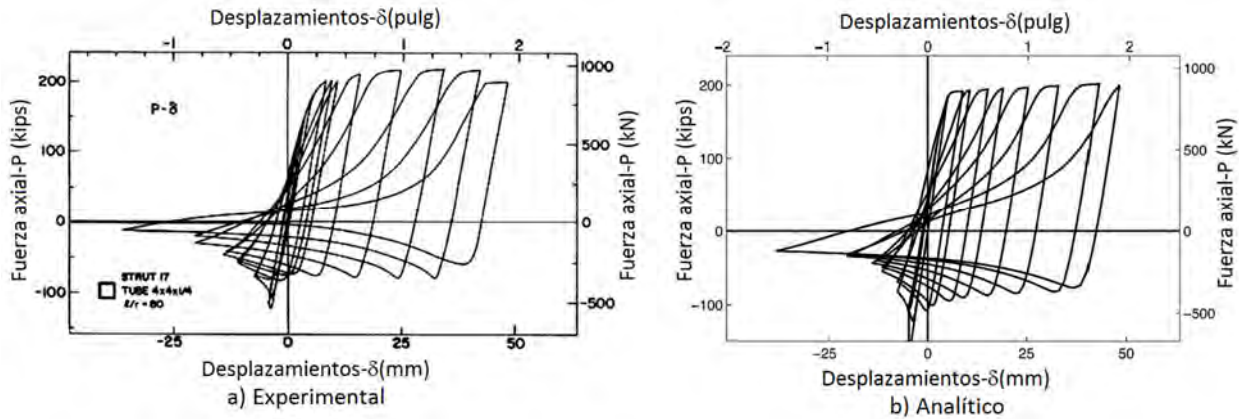 Desplazamientos-δ(pulg)
-1 0 1 2
Fuerza axial-P (kips)
200
100
0
-100
P-δ
STRUT 17
TUBE 4x4x1/4
ℓ/r = 80
1000
500
0
-500
Fuerza axial-P (kN)
-25 0 25 50
Desplazamientos-δ(mm)
a) Experimental
Desplazamientos-δ(pulg)
-2 -1 0 1 2
Fuerza axial-P (kips)
200
100
0
-100
1000
500
0
-500
Fuerza axial-P (kN)
-25 0 25 50
Desplazamientos-δ(mm)
b) Analítico